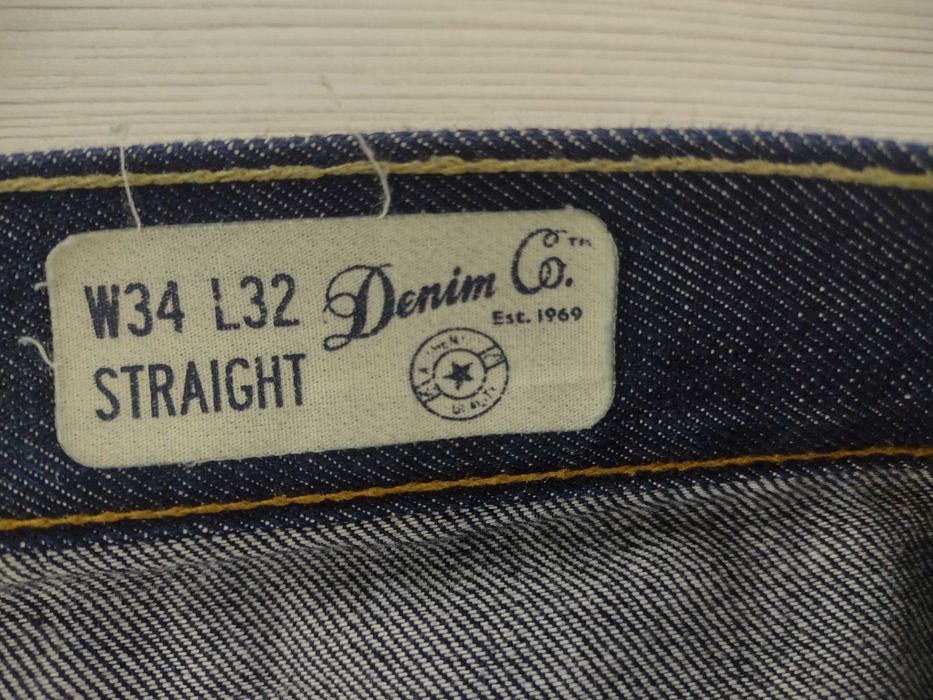 W34 L32
STRAIGHT
Denim Co.™
Est. 1969